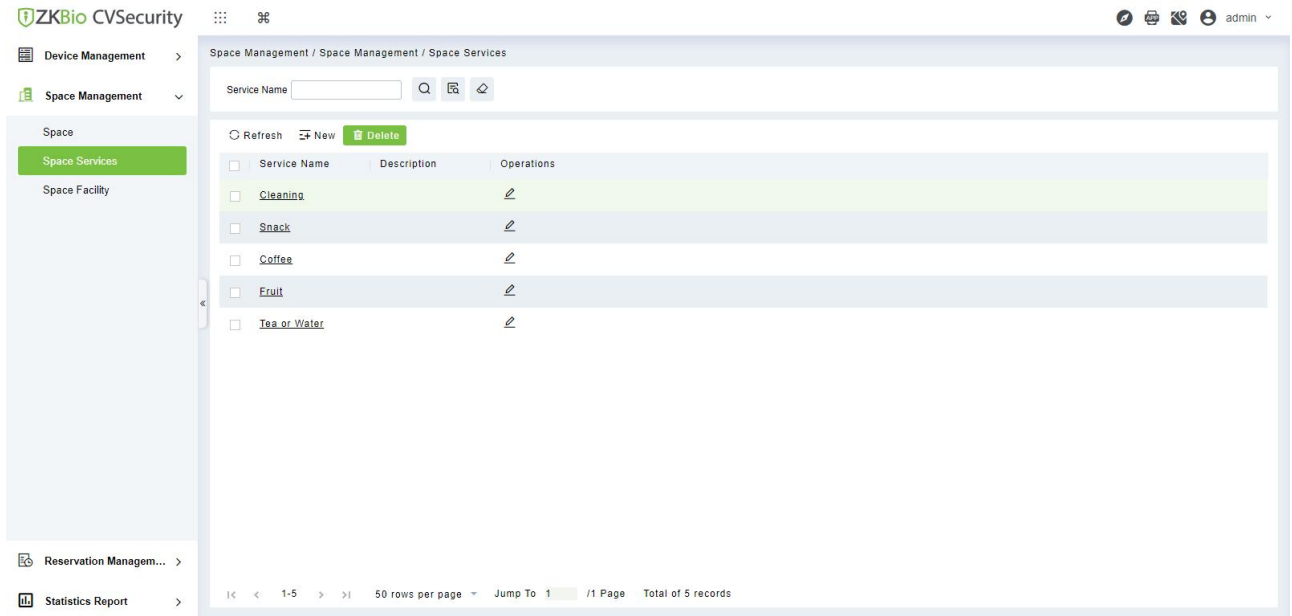 ZKBio CVSecurity
admin
Device Management
Space Management
Space
Space Services
Space Facility
Reservation Managem...
Statistics Report
Space Management / Space Management / Space Services
Service Name
Refresh New Delete
Service Name Description Operations
Cleaning
Snack
Coffee
Fruit
Tea or Water
1-5 50 rows per page Jump To 1 /1 Page Total of 5 records